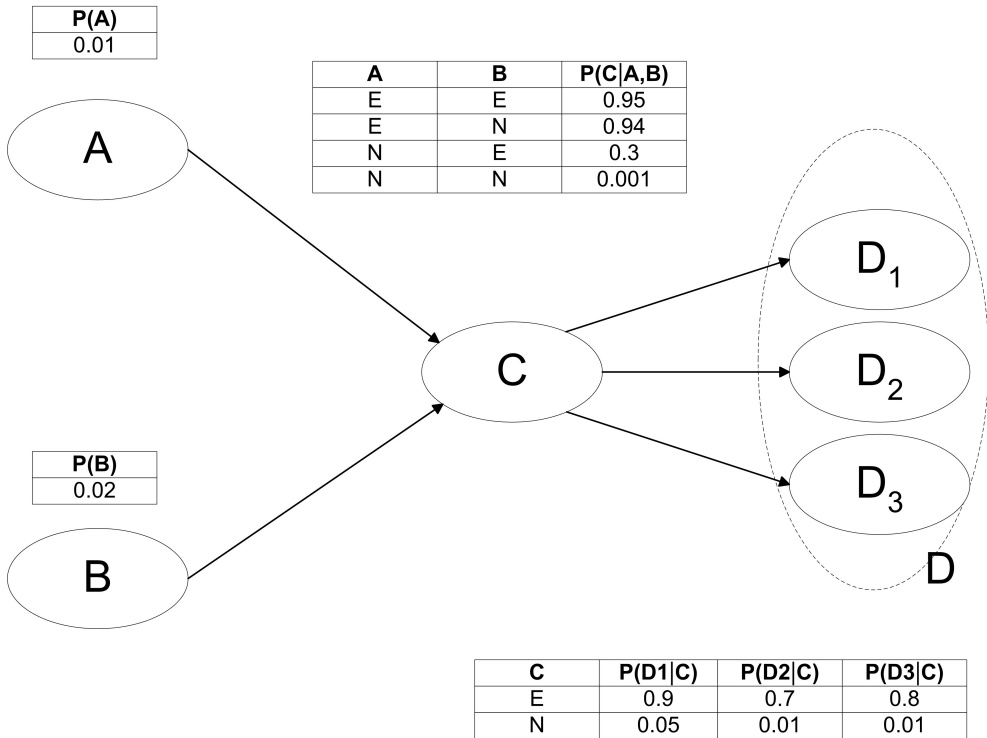 P(A)
0.01
A B P(C|A,B)
E E 0.95
E N 0.94
N E 0.3
N N 0.001
A
D1
C
D2
D3
P(B)
0.02
D
B
C P(D1|C) P(D2|C) P(D3|C)
E 0.9 0.7 0.8
N 0.05 0.01 0.01